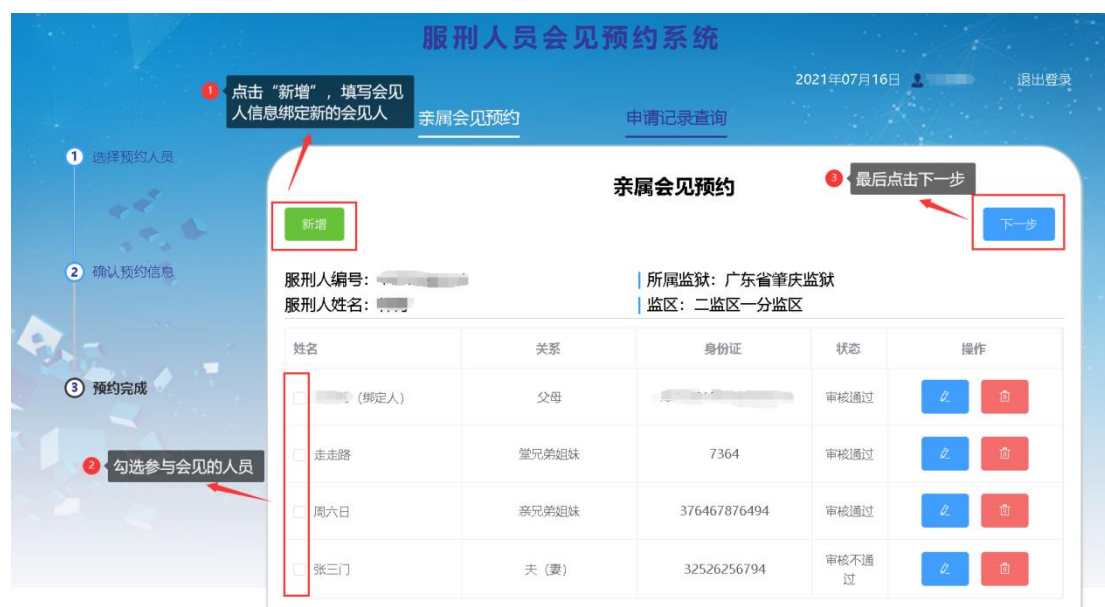 服刑人员会见预约系统
2021年07月16日
退出登录
1 点击“新增”，填写会见
人信息绑定新的会见人
亲属会见预约
申请记录查询
1 选择预约人员
亲属会见预约
3 最后点击下一步
新增
下一步
2 确认预约信息
服刑人编号：
所属监狱：广东省肇庆监狱
服刑人姓名：
监区：二监区一分监区
姓名 关系 身份证 状态 操作
3 预约完成
（绑定人） 父母 审核通过
2 勾选参与会见的人员
走走路 堂兄弟姐妹 7364 审核通过
周六日 亲兄弟姐妹 376467876494 审核通过
张三门 夫（妻） 32526256794 审核不通
过